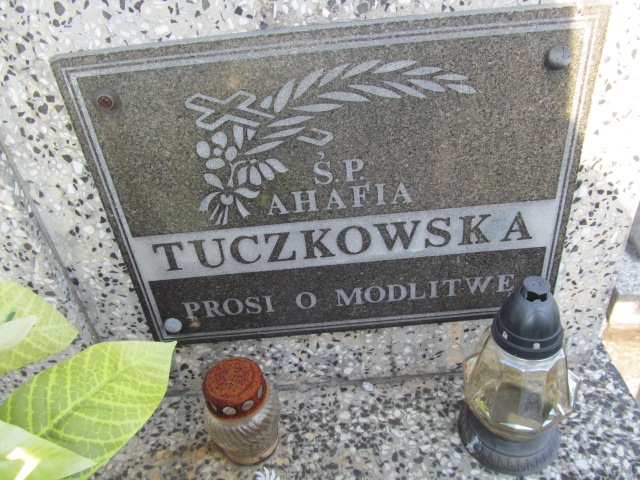 Ś.P.
AHAFIA
TUCZKOWSKA
PROSI O MODLITWE